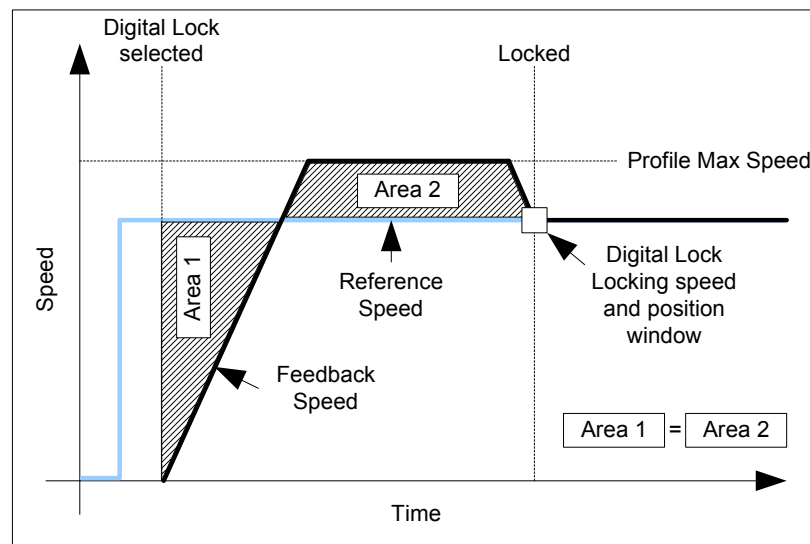 Digital Lock
selected
Locked
Profile Max Speed
Area 2
Area 1
Speed
Reference
Speed
Digital Lock
Locking speed
and position
window
Feedback
Speed
Area 1 = Area 2
Time